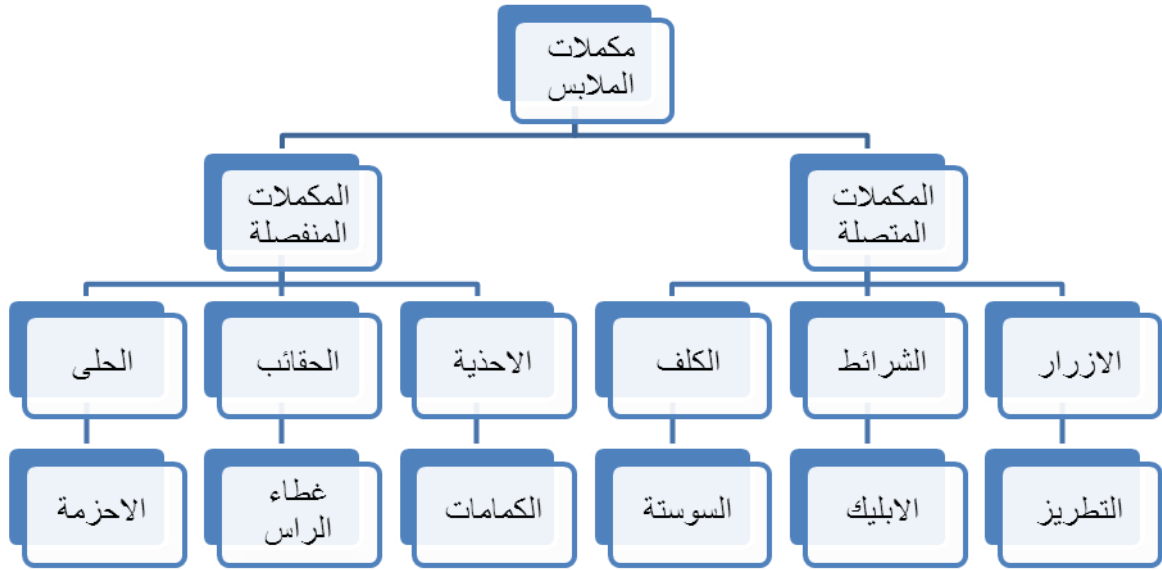 مكملات
الملابس
المكملات
المتصلة
المكملات
المنفصلة
الازرار
الشرائط
الكلف
الاحذية
الحقائب
الحلى
التطريز
الابليك
السوستة
الكمامات
غطاء
الراس
الاحزمة